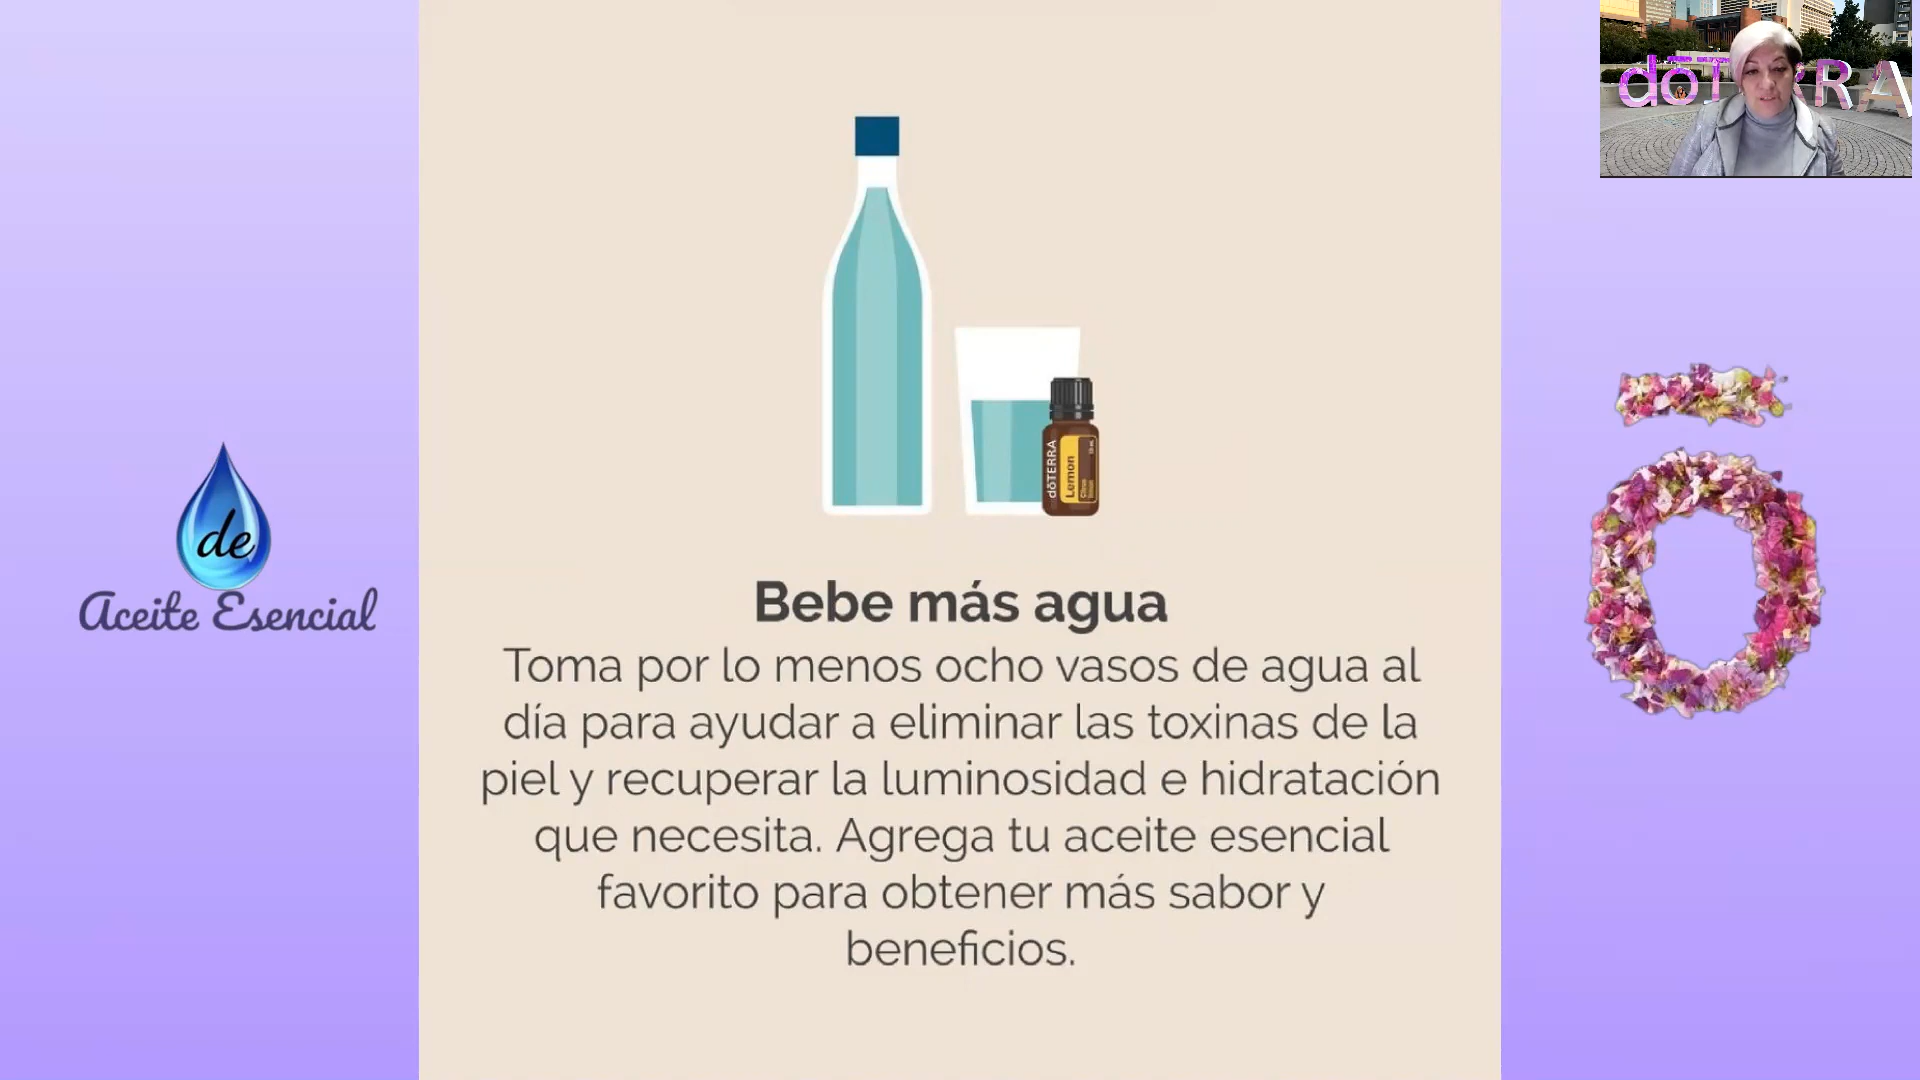 dōTERRA
dōTERRA
Lemon
Citrus
de
Aceite Esencial
Bebe más agua
Toma por lo menos ocho vasos de agua al
día para ayudar a eliminar las toxinas de la
piel y recuperar la luminosidad e hidratación
que necesita. Agrega tu aceite esencial
favorito para obtener más sabor y
beneficios.
ō